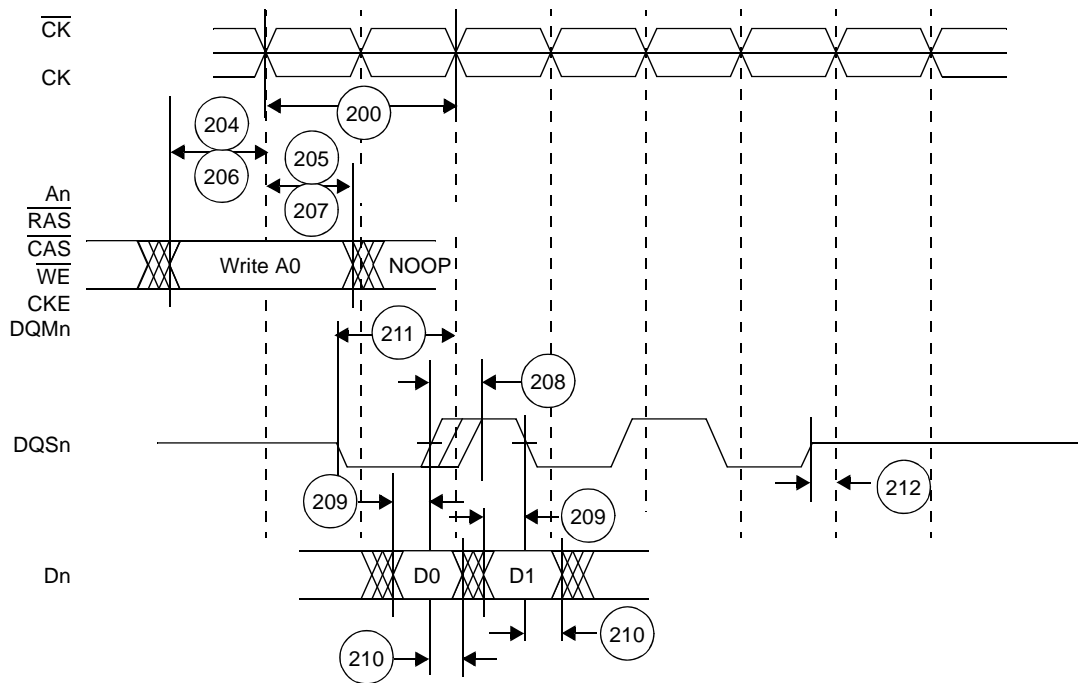 CK
CK
200
204
206
205
207
An
RAS
CAS
WE
CKE
DQMn
Write A0
NOOP
211
208
DQSn
209
209
212
Dn
D0
D1
210
210